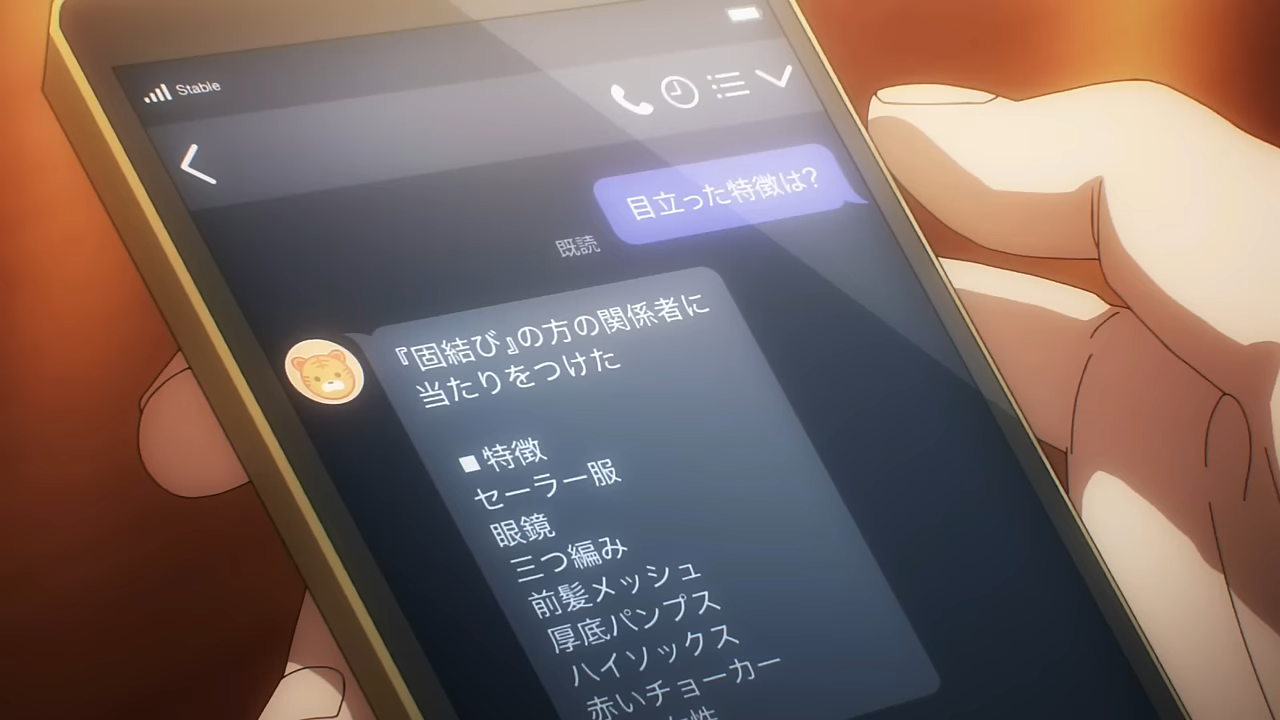 Stable
目立った特徴は?
既読
『固結び』の方の関係者に
当たりをつけた
■特徴
セーラー服
眼鏡
三つ編み
前髪メッシュ
厚底パンプス
ハイソックス
赤いチョーカー